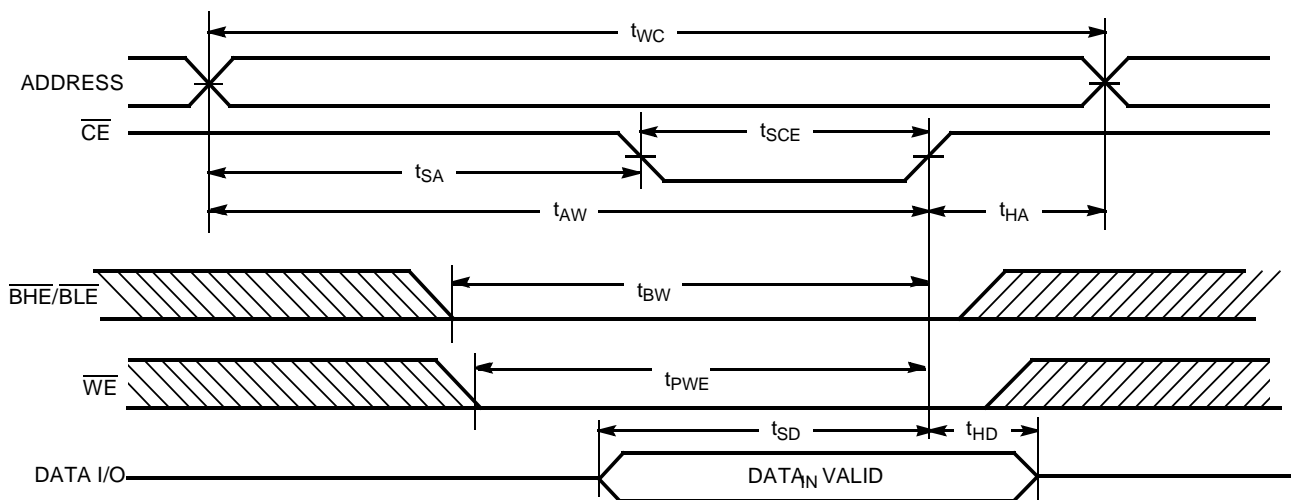 tWC
ADDRESS
CE
tSCE
tSA
tAW
tHA
BHE/BLE
tBW
WE
tPWE
tSD
tHD
DATA I/O
DATAIN VALID